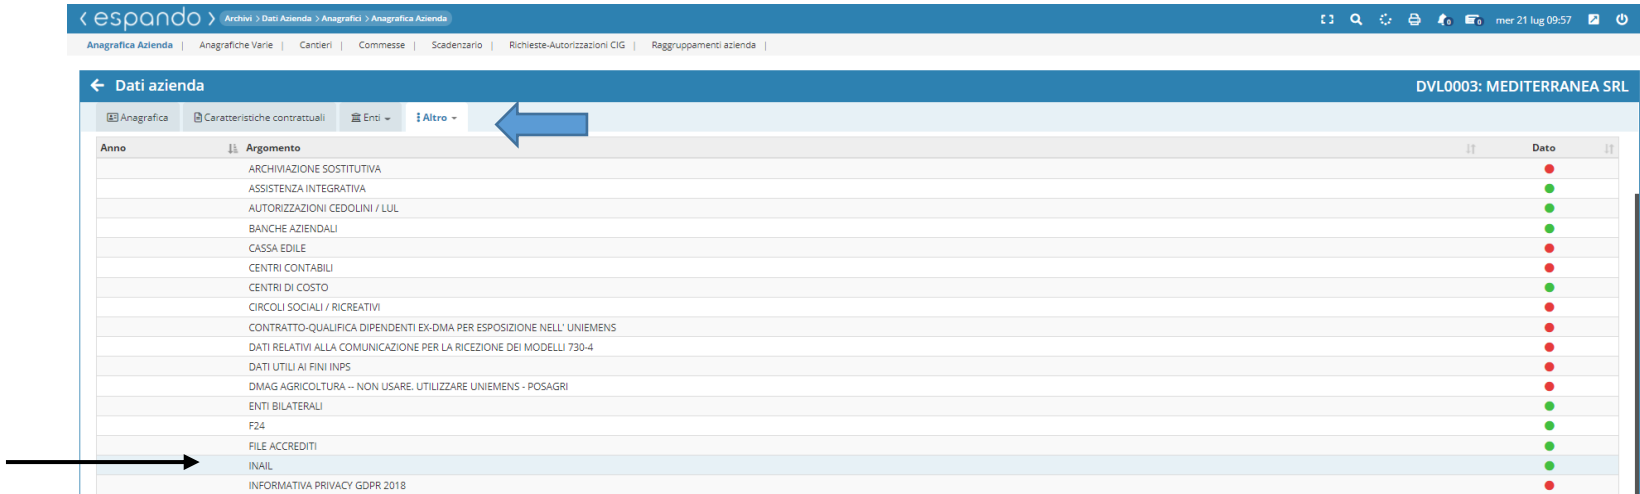 ‹ espando › Archivi > Dati Azienda > Anagrafici > Anagrafica Azienda 0 0 mer 21 lug 09:57
Anagrafica Azienda | Anagrafiche Varie | Cantieri | Commesse | Scadenzario | Richieste-Autorizzazioni CIG | Raggruppamenti azienda |
Dati azienda DVL0003: MEDITERRANEA SRL
Anagrafica Caratteristiche contrattuali Enti Altro
Anno Argomento Dato
ARCHIVIAZIONE SOSTITUTIVA
ASSISTENZA INTEGRATIVA
AUTORIZZAZIONI CEDOLINI / LUL
BANCHE AZIENDALI
CASSA EDILE
CENTRI CONTABILI
CENTRI DI COSTO
CIRCOLI SOCIALI / RICREATIVI
CONTRATTO-QUALIFICA DIPENDENTI EX-DMA PER ESPOSIZIONE NELL' UNIEMENS
DATI RELATIVI ALLA COMUNICAZIONE PER LA RICEZIONE DEI MODELLI 730-4
DATI UTILI AI FINI INPS
DMAG AGRICOLTURA -- NON USARE. UTILIZZARE UNIEMENS - POSAGRI
ENTI BILATERALI
F24
FILE ACCREDITI
INAIL
INFORMATIVA PRIVACY GDPR 2018